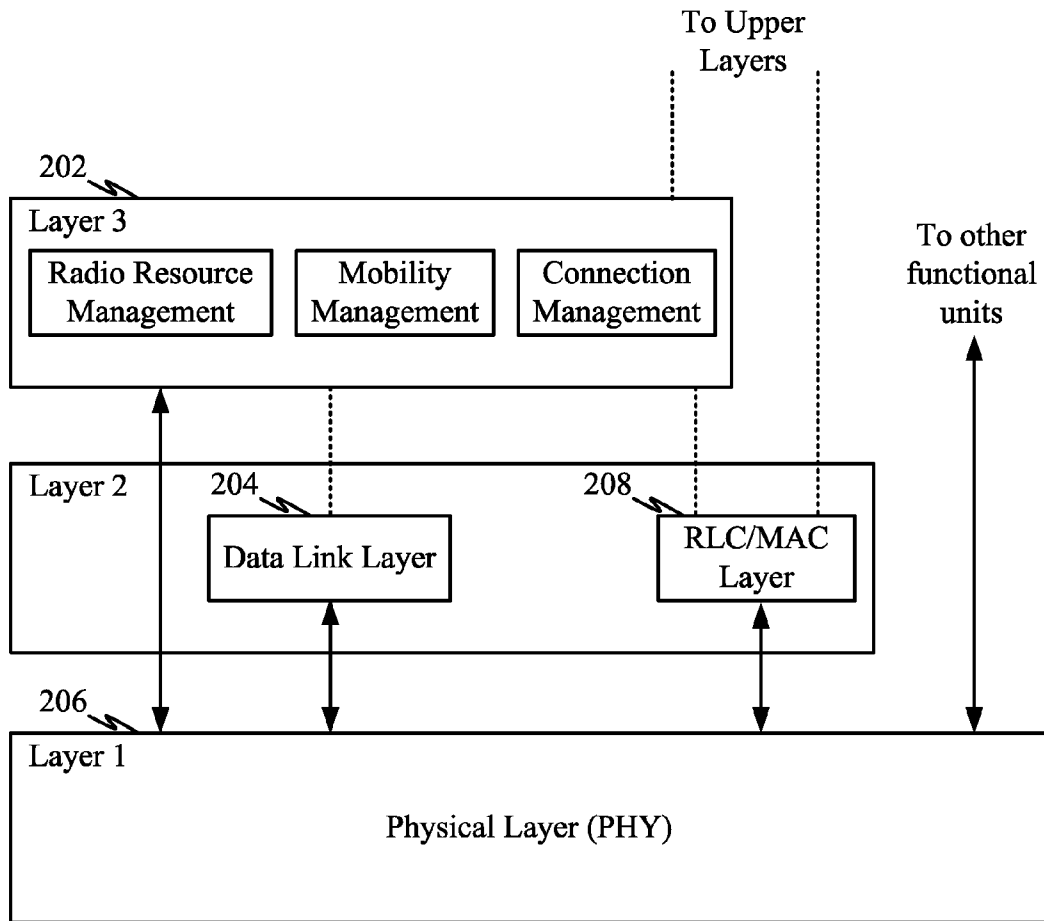 To Upper
Layers
202
Layer 3
Radio Resource
Management
Mobility
Management
Connection
Management
To other
functional
units
Layer 2
204
Data Link Layer
208
RLC/MAC
Layer
206
Layer 1
Physical Layer (PHY)